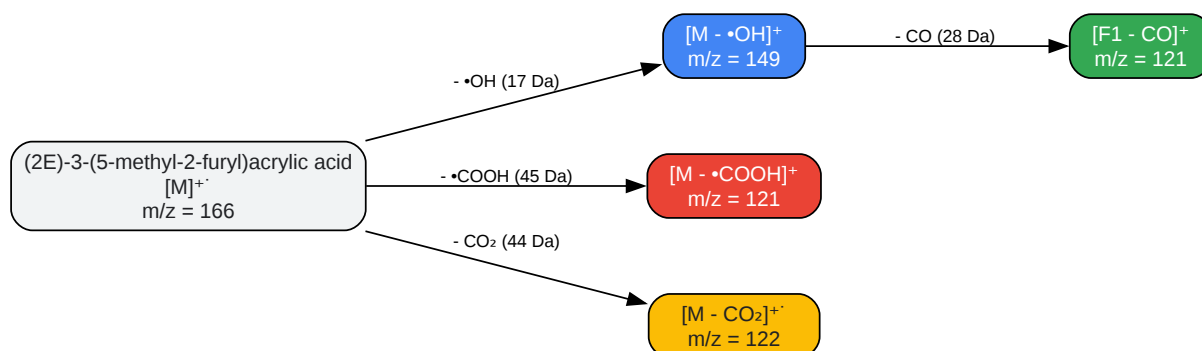 [M - •OH]⁺
m/z = 149
- CO (28 Da)
[F1 - CO]⁺
m/z = 121
- •OH (17 Da)
(2E)-3-(5-methyl-2-furyl)acrylic acid
[M]⁺˙
m/z = 166
- •COOH (45 Da)
[M - •COOH]⁺
m/z = 121
- CO₂ (44 Da)
[M - CO₂]⁺˙
m/z = 122